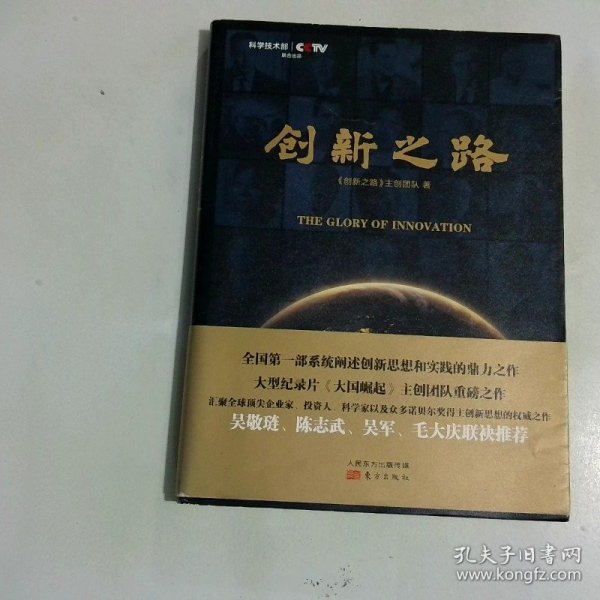 科学技术部 CCTV
联合出品
创新之路
《创新之路》主创团队 著
THE GLORY OF INNOVATION
全国第一部系统阐述创新思想和实践的鼎力之作
大型纪录片《大国崛起》主创团队重磅之作
汇聚全球顶尖企业家、投资人、科学家以及众多诺贝尔奖得主创新思想的权威之作
吴敬琏、陈志武、吴军、毛大庆联袂推荐
人民东方出版传媒
东方出版社
孔夫子旧书网
www.kongfz.com